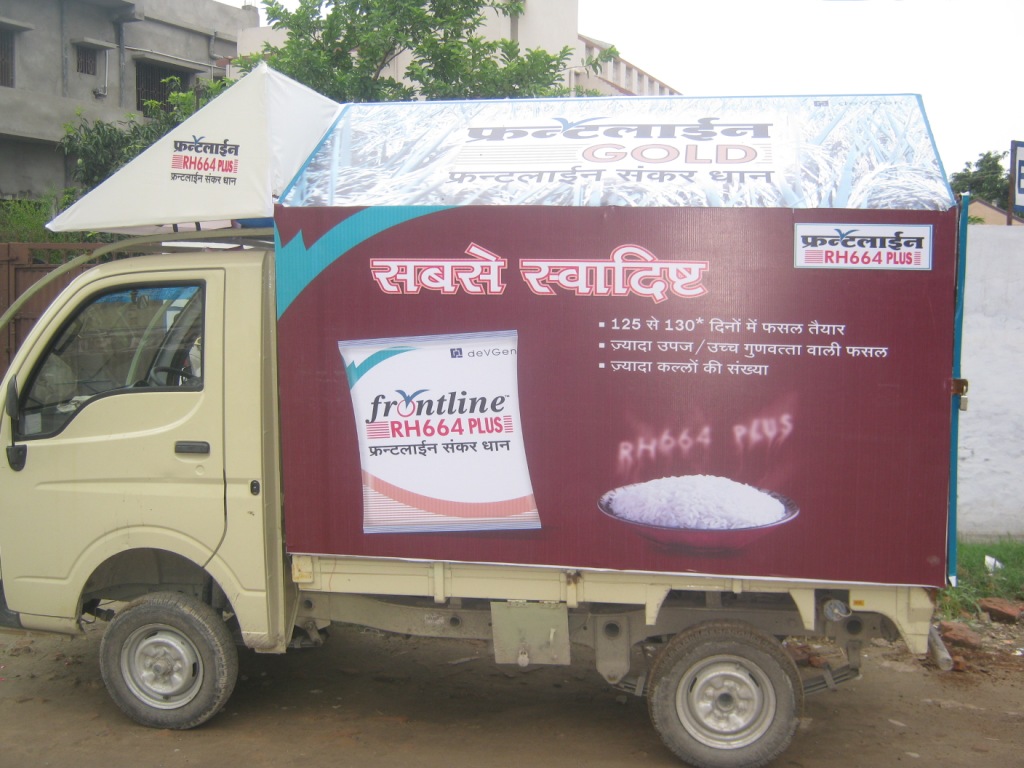 deVGen
फ्रन्टलाईन
GOLD
फ्रन्टलाईन संकर धान
फ्रन्टलाईन
RH664 PLUS
फ्रन्टलाईन संकर धान
फ्रन्टलाईन
RH664 PLUS
सबसे स्वादिष्ट
125 से 130* दिनों में फसल तैयार
ज़्यादा उपज / उच्च गुणवत्ता वाली फसल
ज़्यादा कल्लों की संख्या
deVGen
frontline™
RH664 PLUS
फ्रन्टलाईन संकर धान
RH664 PLUS